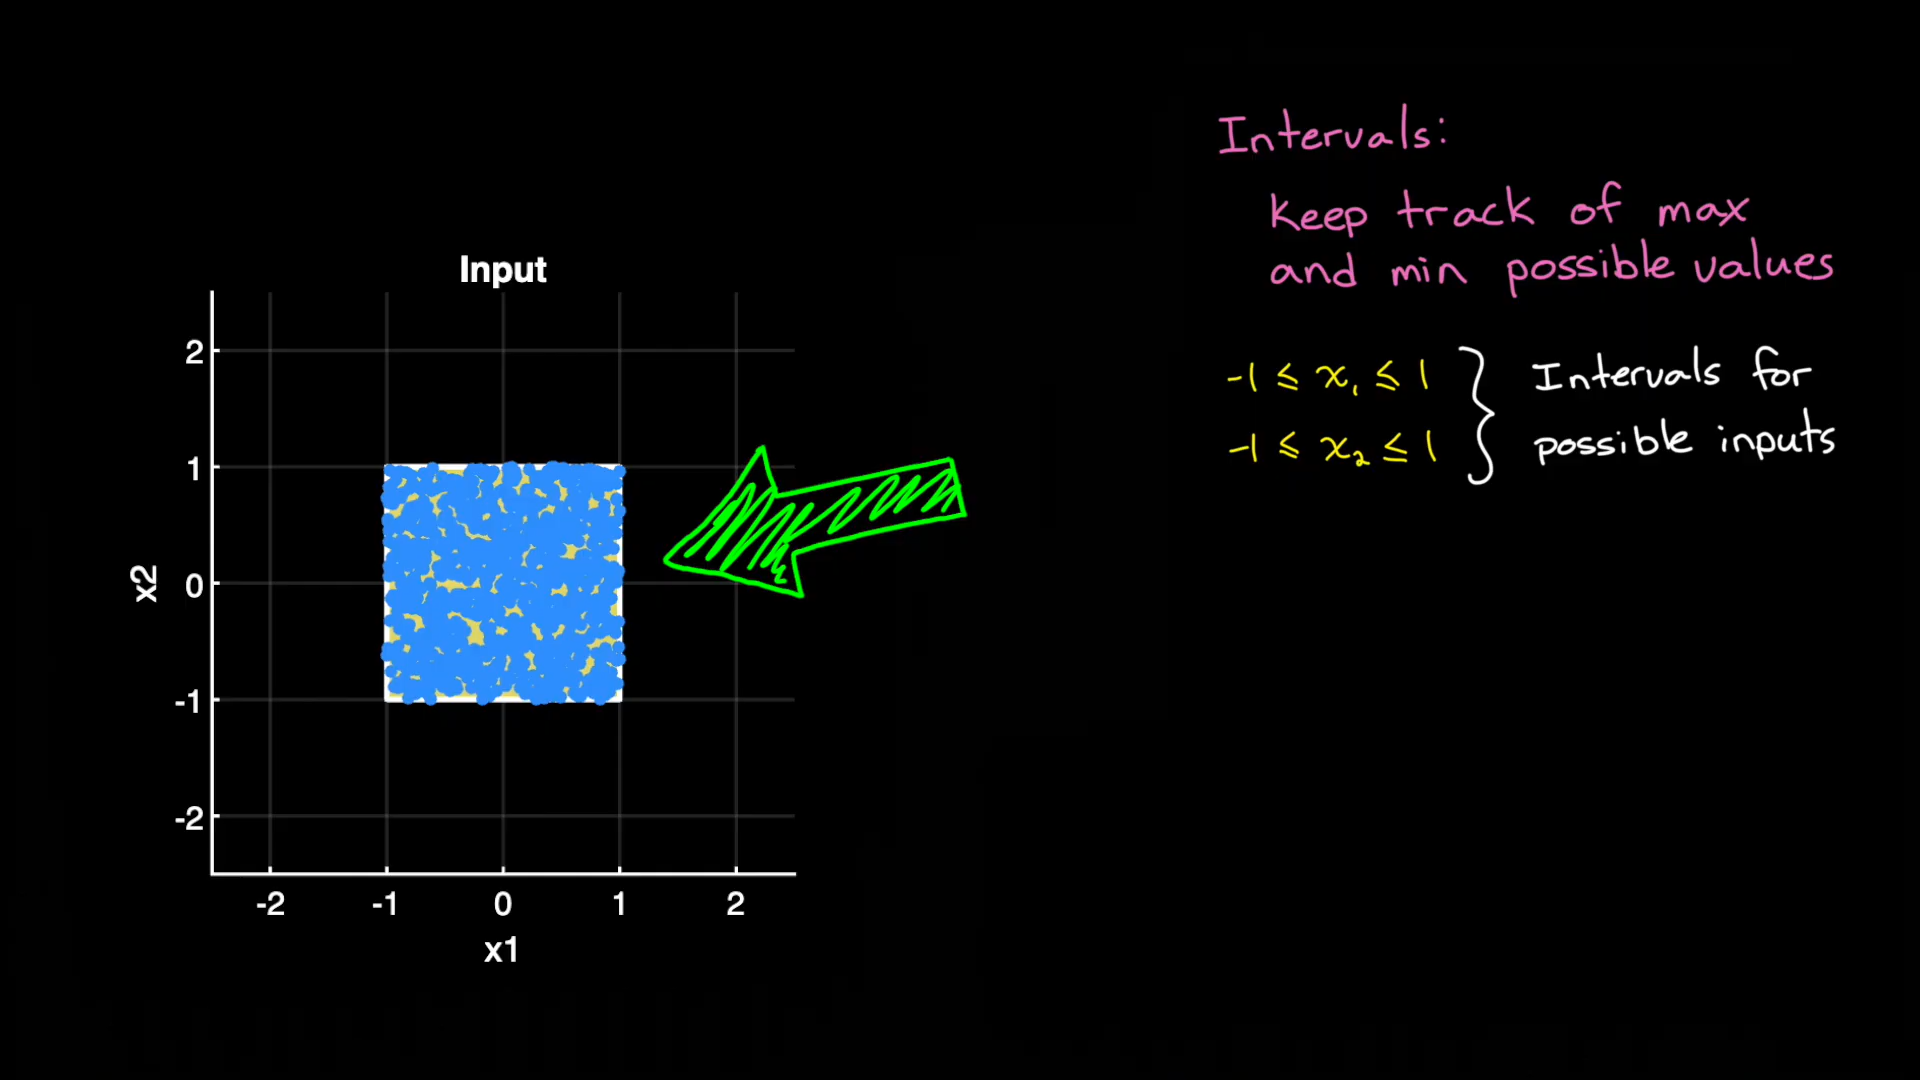 Intervals:
keep track of max
and min possible values
-1 ≤ x₁ ≤ 1
-1 ≤ x₂ ≤ 1
Intervals for
possible inputs
Input
x2
2
1
0
-1
-2
-2 -1 0 1 2
x1